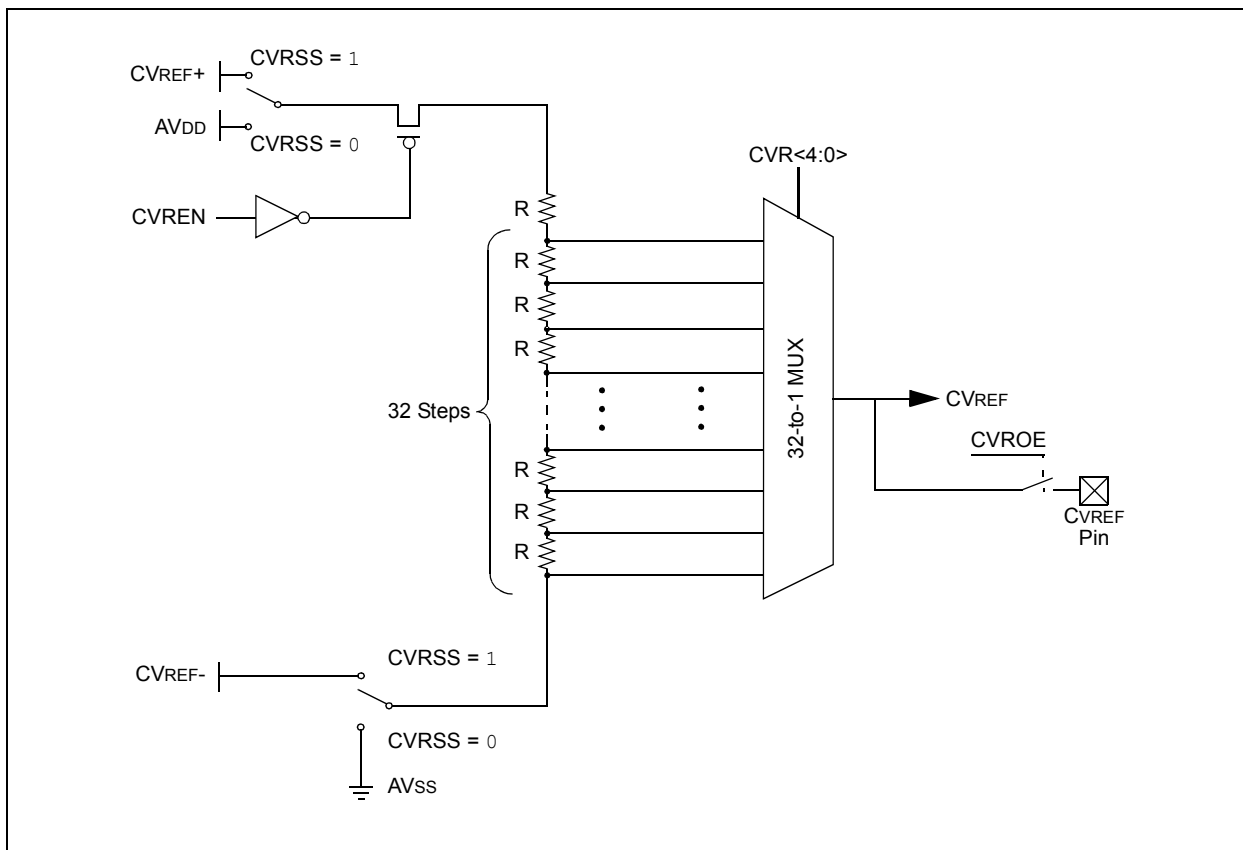 CVRSS = 1
CVREF+
AVDD
CVRSS = 0
CVR<4:0>
CVREN
R
R
R
R
32 Steps
32-to-1 MUX
CVREF
CVROE
R
R
R
CVREF
Pin
CVRSS = 1
CVREF-
CVRSS = 0
AVSS